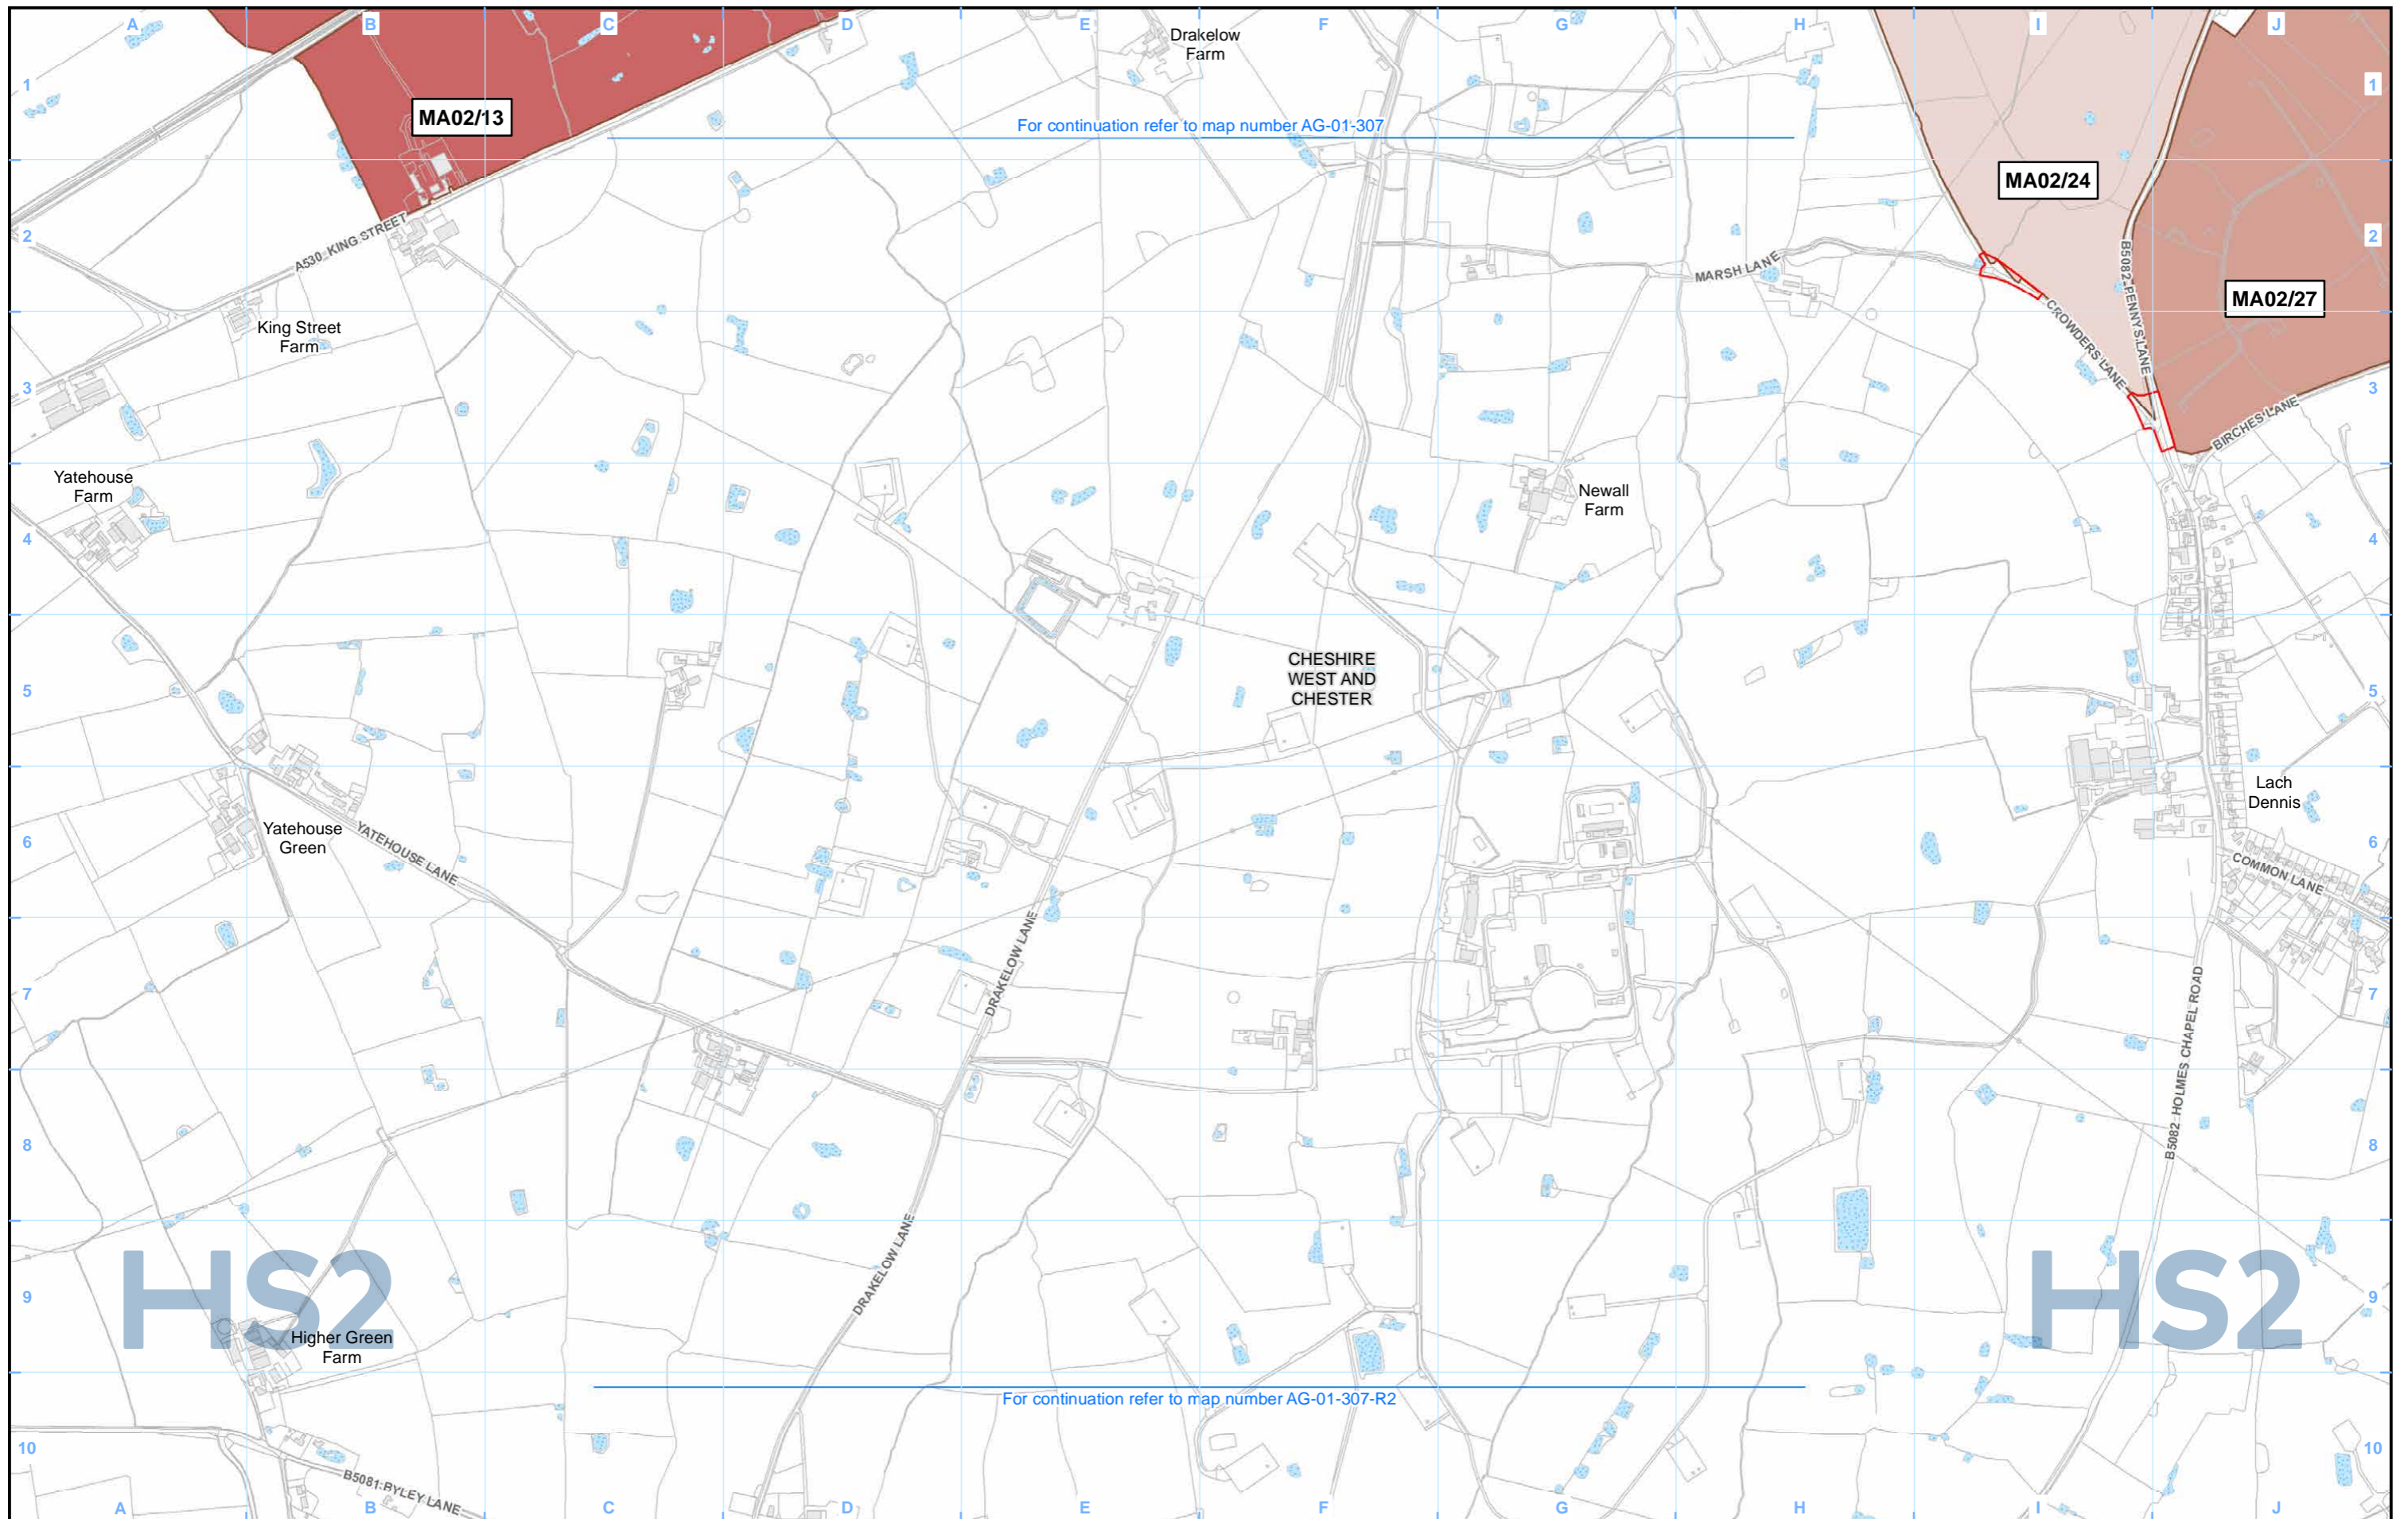 A B C D E F G H I J
Drakelow
Farm
1 1
MA02/13
For continuation refer to map number AG-01-307
MA02/24
A530 KING STREET
2 2
B5082 PENNYS LANE
MARSH LANE
MA02/27
CROWDERS LANE
King Street
Farm
3 3
BIRCHES LANE
Yatehouse
Farm
Newall
Farm
4 4
CHESHIRE
WEST AND
CHESTER
5 5
Lach
Dennis
Yatehouse
Green
YATEHOUSE LANE
6 6
COMMON LANE
DRAKELOW LANE
7 7
B5082 HOLMES CHAPEL ROAD
8 8
DRAKELOW LANE
HS2 HS2
9 9
Higher Green
Farm
For continuation refer to map number AG-01-307-R2
10 10
B5081 BYLEY LANE
A B C D E F G H I J